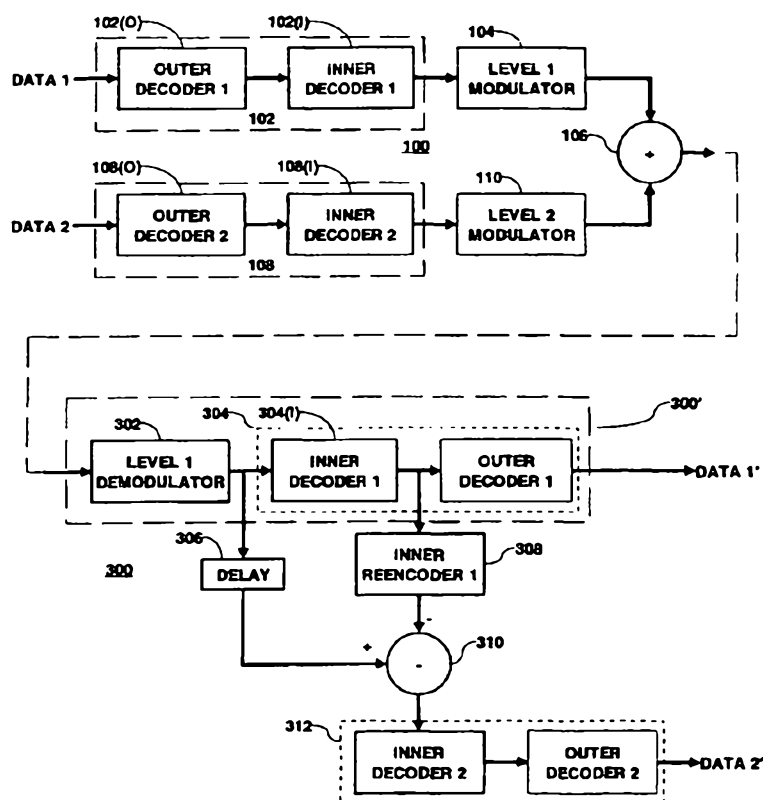 102(O)
102(I)
104
DATA 1
OUTER
DECODER 1
INNER
DECODER 1
LEVEL 1
MODULATOR
102
100
106
+
108(O)
108(I)
110
DATA 2
OUTER
DECODER 2
INNER
DECODER 2
LEVEL 2
MODULATOR
108
300'
302
304
304(I)
LEVEL 1
DEMODULATOR
INNER
DECODER 1
OUTER
DECODER 1
DATA 1'
306
300
DELAY
INNER
REENCODER 1
308
-
+
-
310
312
INNER
DECODER 2
OUTER
DECODER 2
DATA 2'